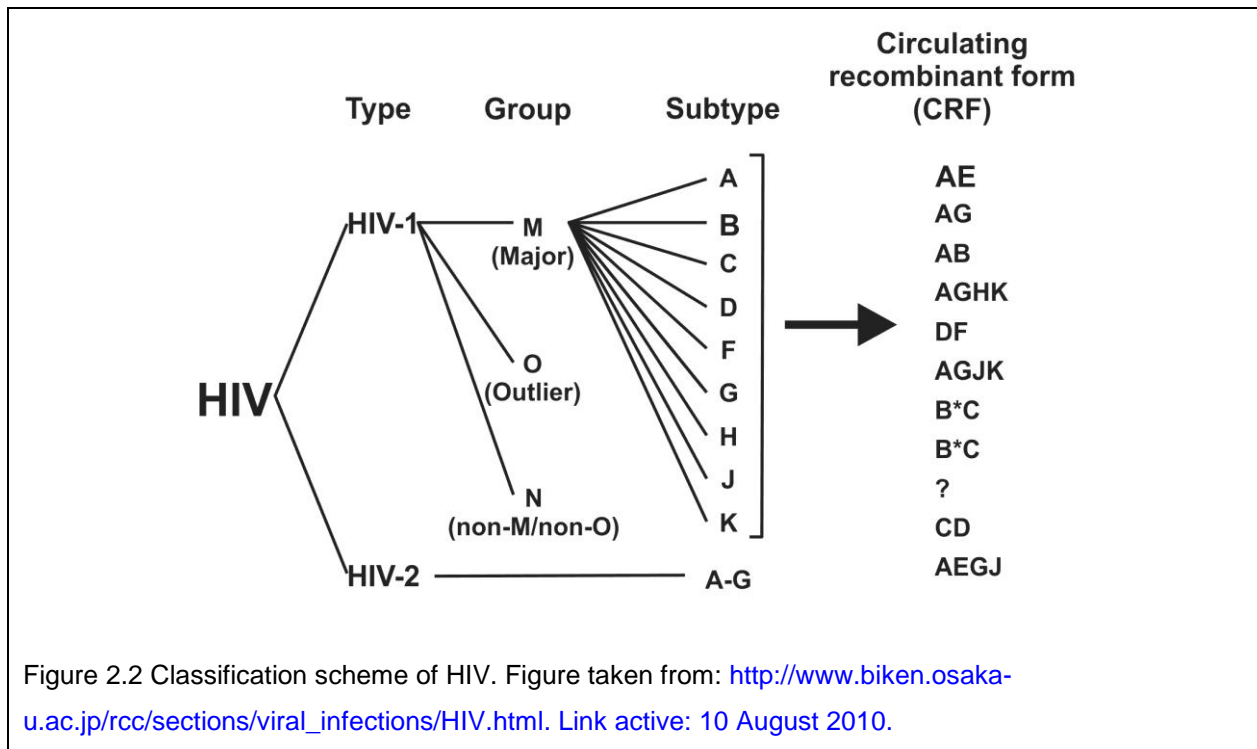 Type
Group
Subtype
Circulating
recombinant form
(CRF)
HIV
HIV-1
HIV-2
M
(Major)
O
(Outlier)
N
(non-M/non-O)
A
B
C
D
F
G
H
J
K
A-G
AE
AG
AB
AGHK
DF
AGJK
B*C
B*C
?
CD
AEGJ
Figure 2.2 Classification scheme of HIV. Figure taken from: http://www.biken.osaka-
u.ac.jp/rcc/sections/viral_infections/HIV.html. Link active: 10 August 2010.